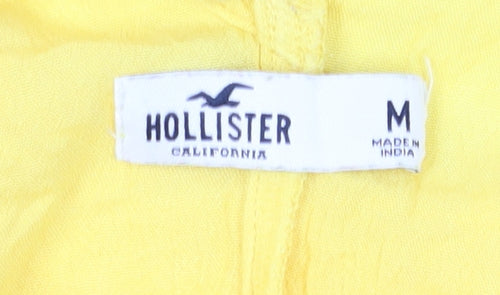 HOLLISTER
CALIFORNIA
M
MADE IN
INDIA